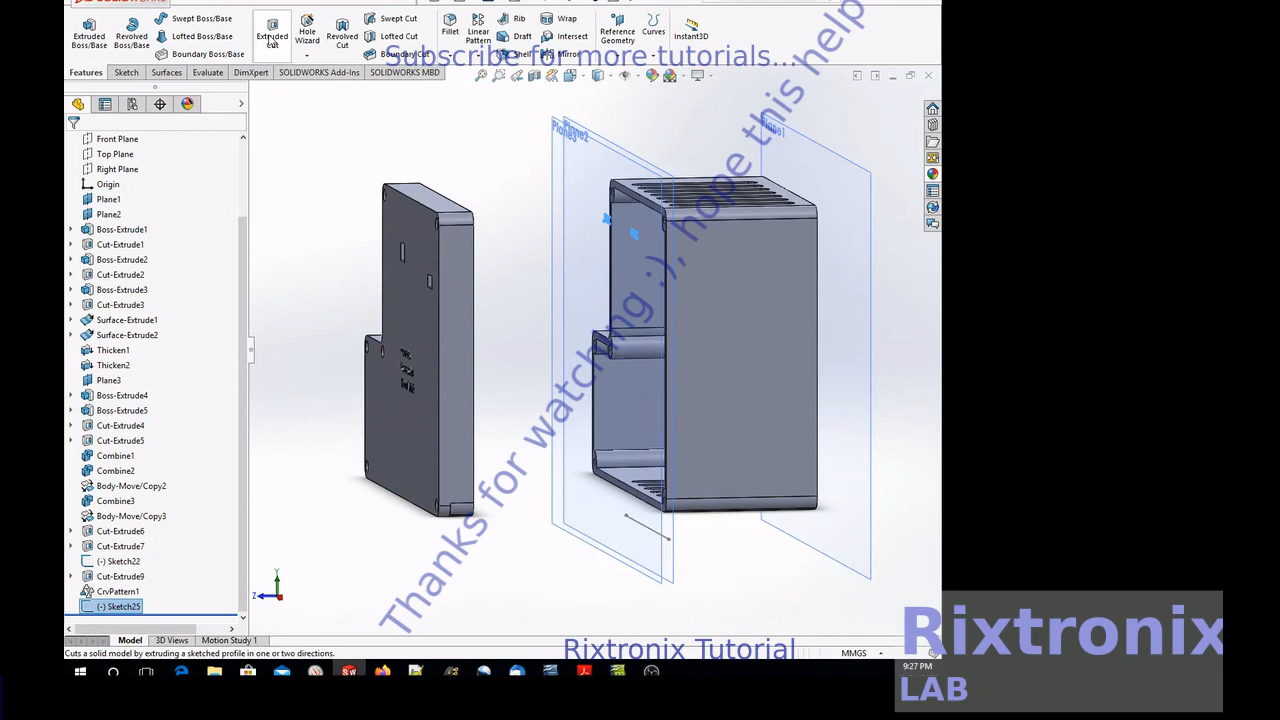 Swept Boss/Base
Lofted Boss/Base
Boundary Boss/Base
Extruded
Boss/Base
Revolved
Boss/Base
Extruded
Cut
Hole
Wizard
Revolved
Cut
Swept Cut
Lofted Cut
Boundary Cut
Fillet
Linear
Pattern
Rib
Draft
Shell
Wrap
Intersect
Mirror
Reference
Geometry
Curves
Instant3D
Subscribe for more tutorials...
Features
Sketch
Surfaces
Evaluate
DimXpert
SOLIDWORKS Add-Ins
SOLIDWORKS MBD
Front Plane
Top Plane
Right Plane
Origin
Plane1
Plane2
Boss-Extrude1
Cut-Extrude1
Boss-Extrude2
Cut-Extrude2
Boss-Extrude3
Cut-Extrude3
Surface-Extrude1
Surface-Extrude2
Thicken1
Thicken2
Plane3
Boss-Extrude4
Boss-Extrude5
Cut-Extrude4
Cut-Extrude5
Combine1
Combine2
Body-Move/Copy2
Combine3
Body-Move/Copy3
Cut-Extrude6
Cut-Extrude7
(-) Sketch22
Cut-Extrude9
CrvPattern1
(-) Sketch25
Plane3
Plane2
Plane1
Thanks for watching :), hope this help
Y
Z
Model
3D Views
Motion Study 1
Cuts a solid model by extruding a sketched profile in one or two directions.
MMGS
Rixtronix Tutorial
9:27 PM
Rixtronix
LAB